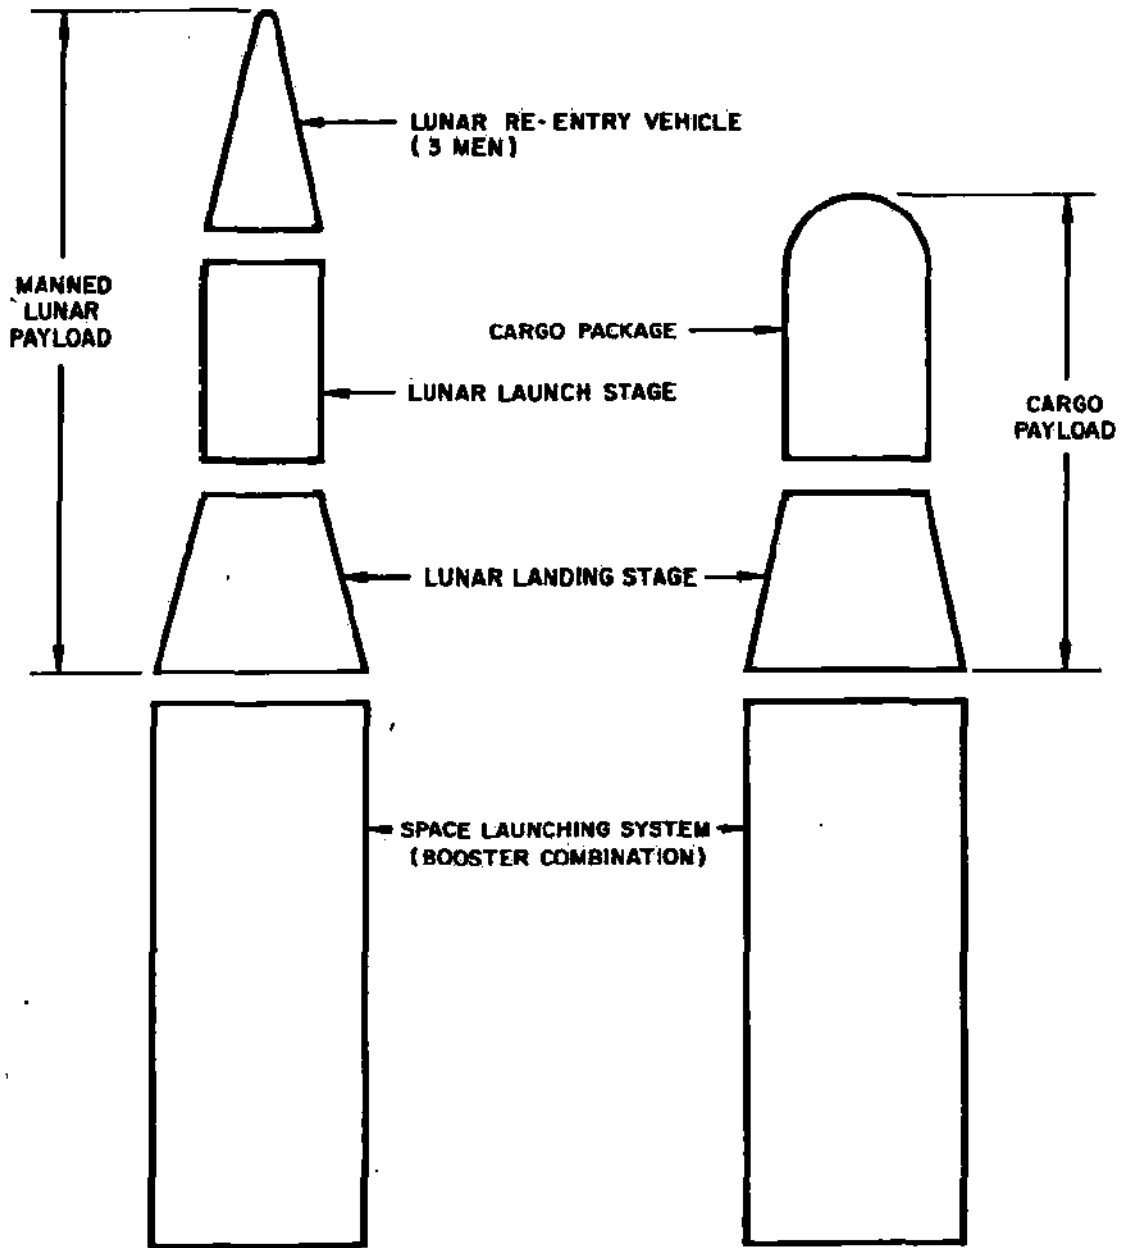 LUNAR RE-ENTRY VEHICLE
(3 MEN)
MANNED
LUNAR
PAYLOAD
CARGO PACKAGE
LUNAR LAUNCH STAGE
CARGO
PAYLOAD
LUNAR LANDING STAGE
SPACE LAUNCHING SYSTEM
(BOOSTER COMBINATION)